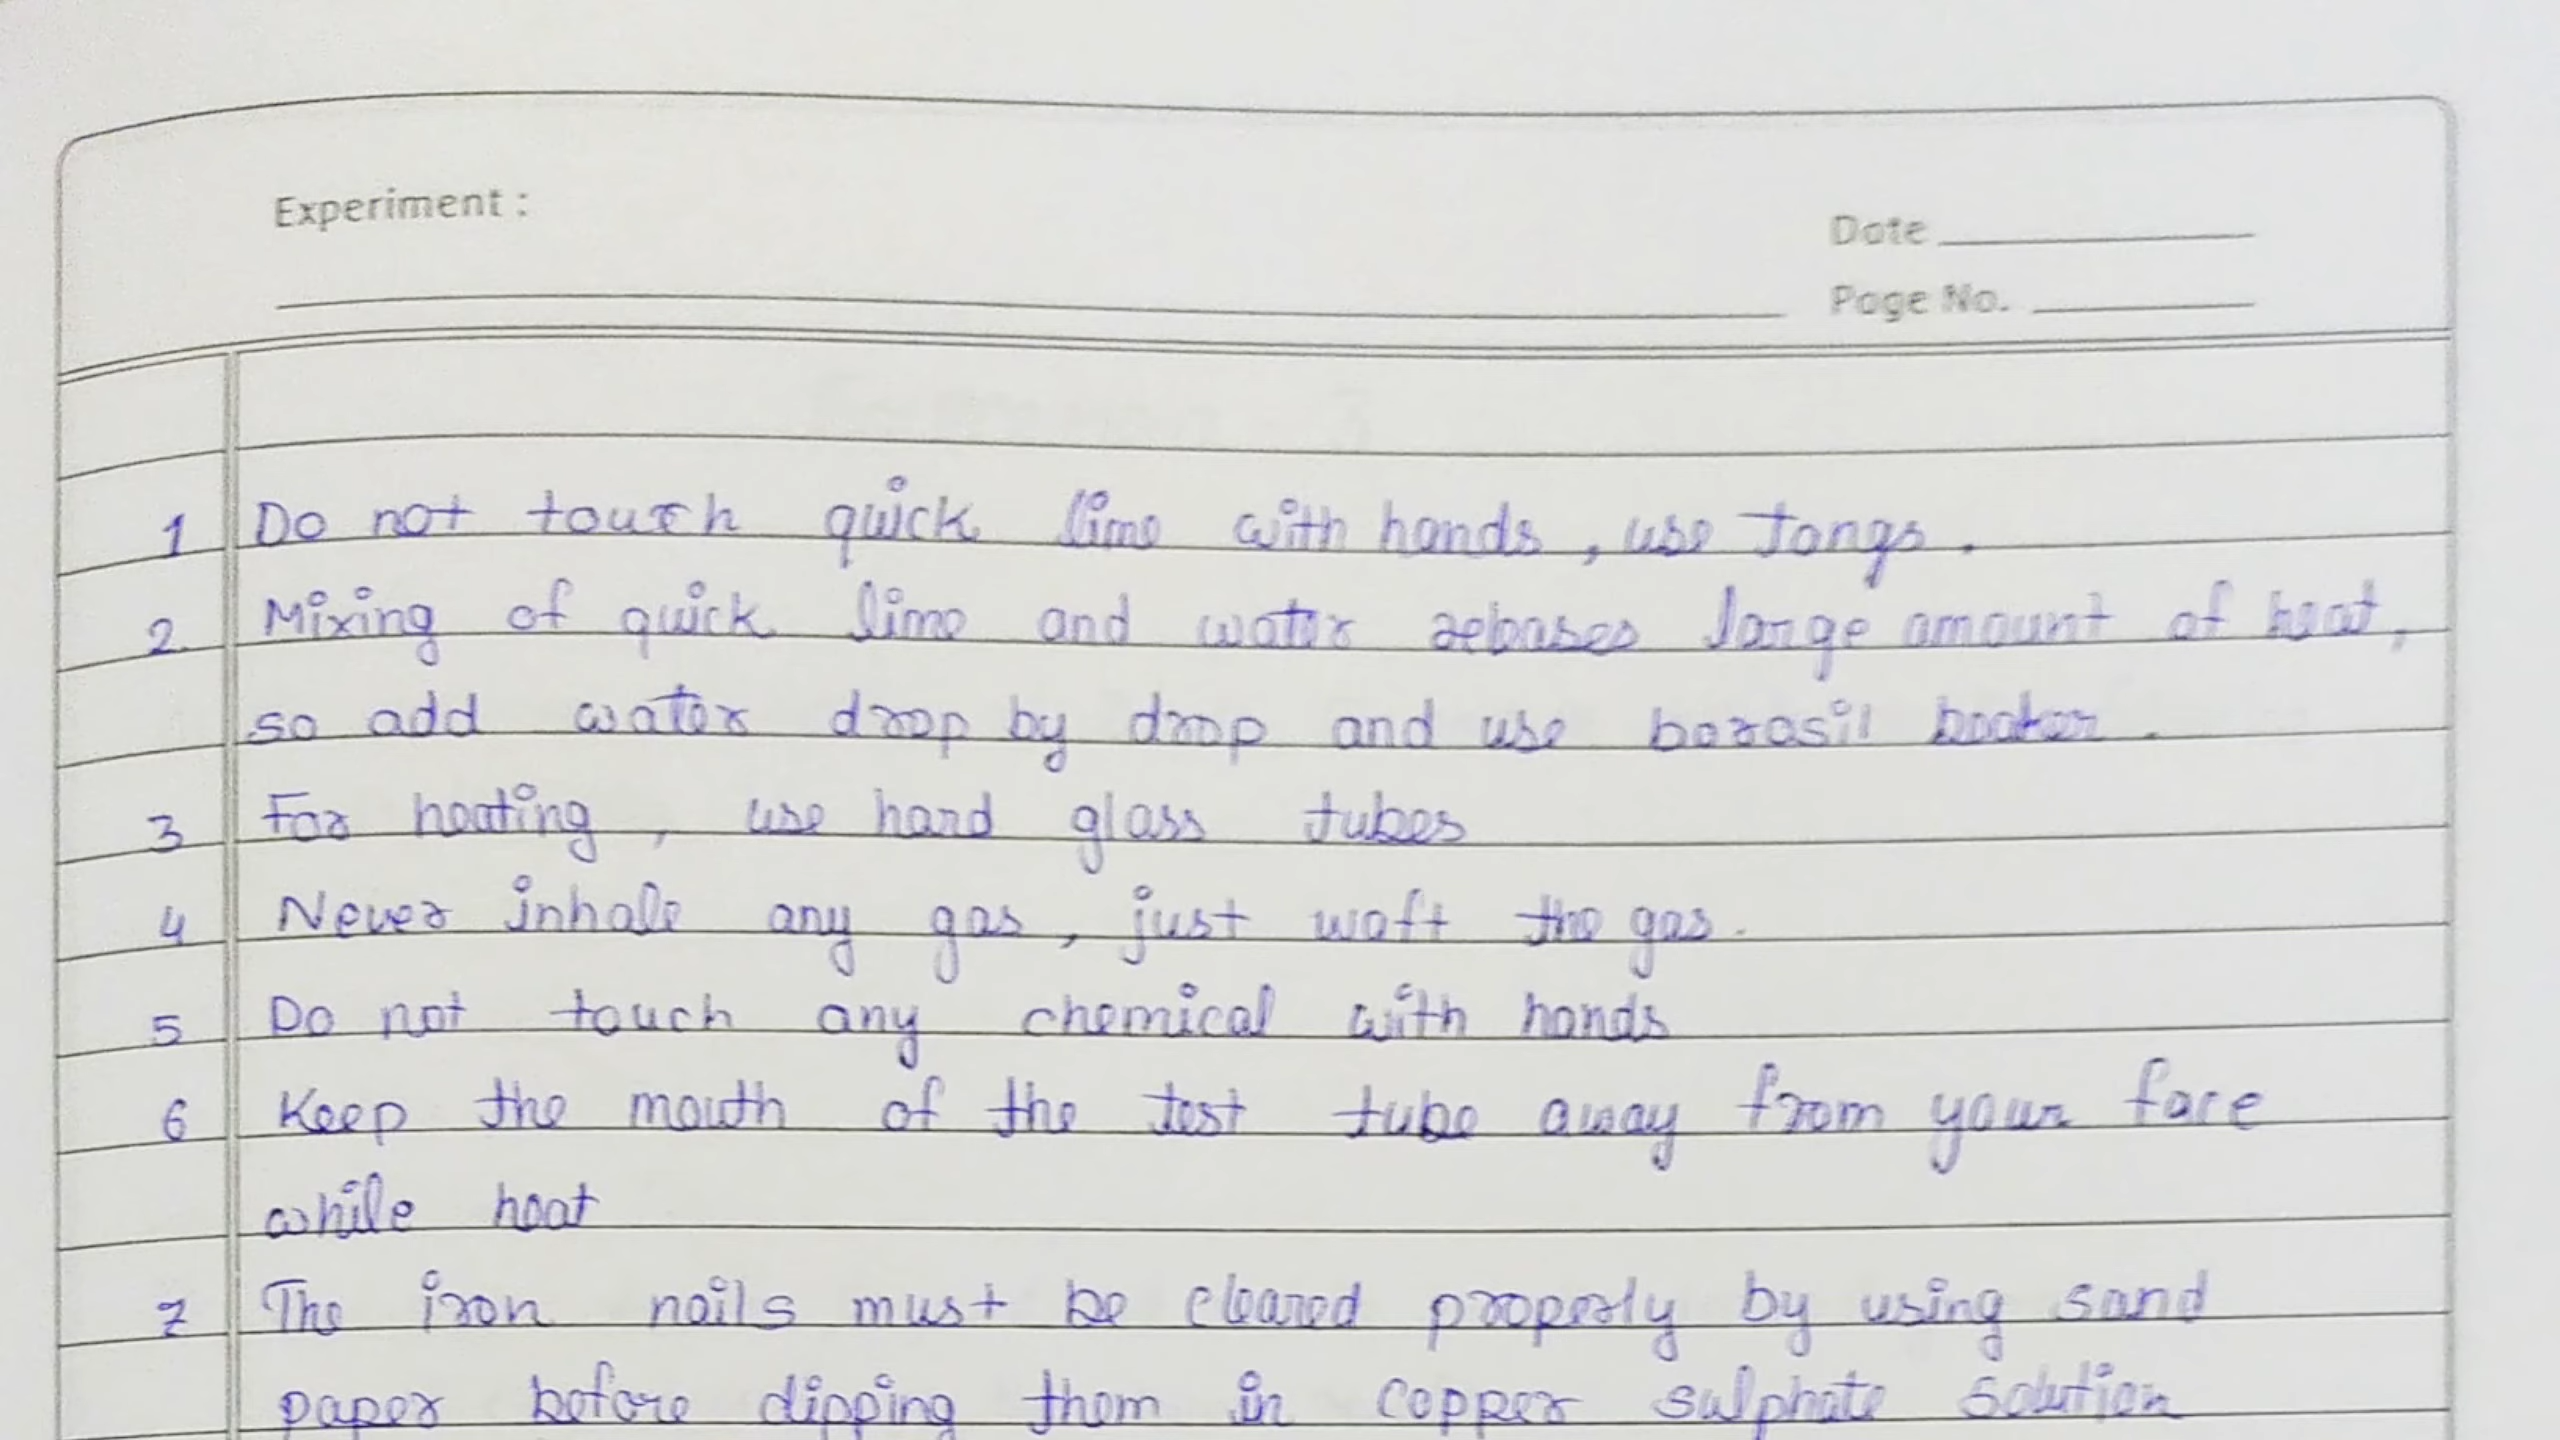 Experiment :
Date
Page No.
1 Do not touch quick lime with hands, use tongs.
2. Mixing of quick lime and water releases large amount of heat,
so add water drop by drop and use borosil beaker.
3 For heating, use hard glass tubes
4 Never inhale any gas, just waft the gas.
5 Do not touch any chemical with hands
6 Keep the mouth of the test tube away from your face
while heat
7 The iron nails must be cleared properly by using sand
paper before dipping them in copper sulphate solution